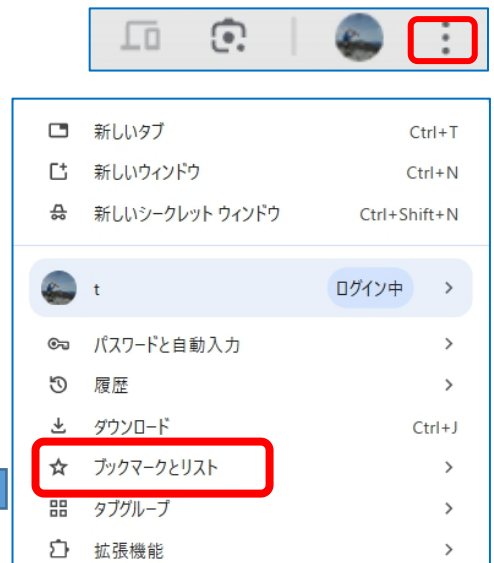 新しいタブ Ctrl+T
新しいウィンドウ Ctrl+N
新しいシークレット ウィンドウ Ctrl+Shift+N
t ログイン中
パスワードと自動入力
履歴
ダウンロード Ctrl+J
ブックマークとリスト
タブグループ
拡張機能